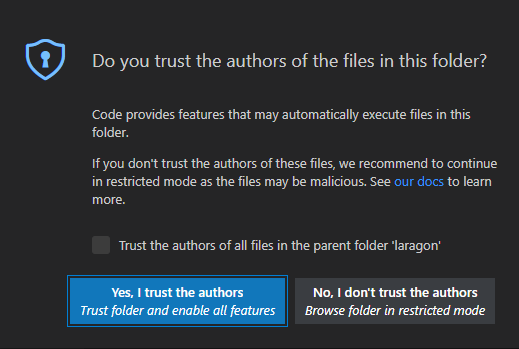 Do you trust the authors of the files in this folder?
Code provides features that may automatically execute files in this
folder.
If you don't trust the authors of these files, we recommend to continue
in restricted mode as the files may be malicious. See our docs to learn
more.
Trust the authors of all files in the parent folder 'laragon'
Yes, I trust the authors
Trust folder and enable all features
No, I don't trust the authors
Browse folder in restricted mode